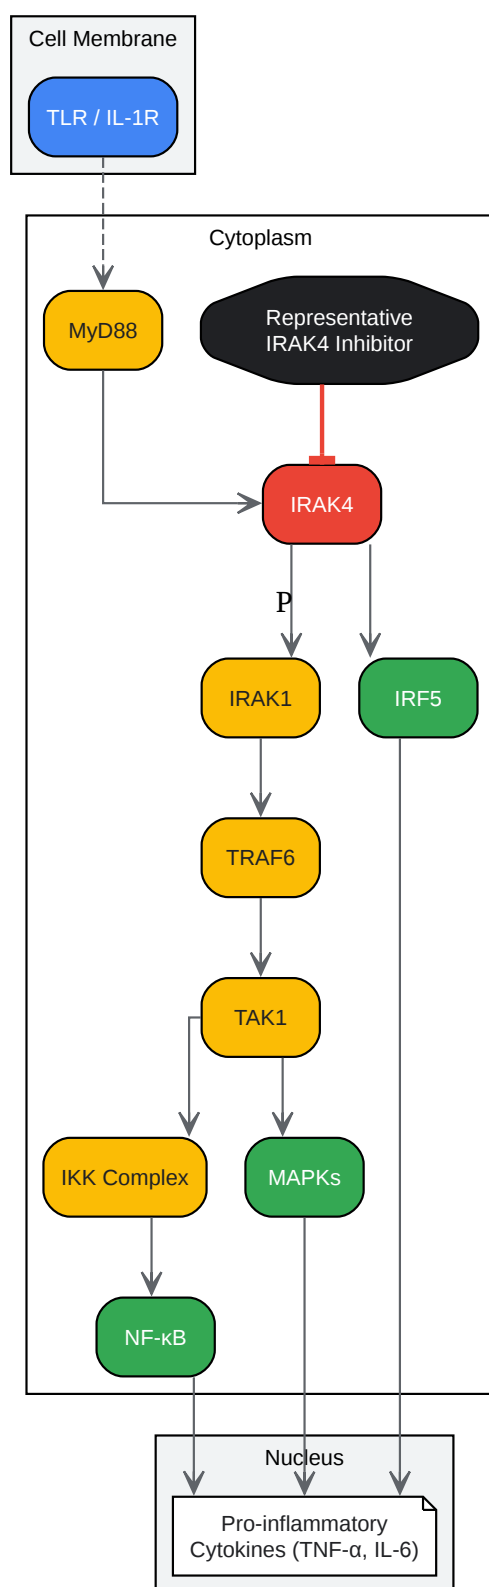 Cell Membrane
TLR / IL-1R
Cytoplasm
MyD88
Representative
IRAK4 Inhibitor
IRAK4
P
IRAK1
IRF5
TRAF6
TAK1
IKK Complex
MAPKs
NF-κB
Nucleus
Pro-inflammatory
Cytokines (TNF-α, IL-6)